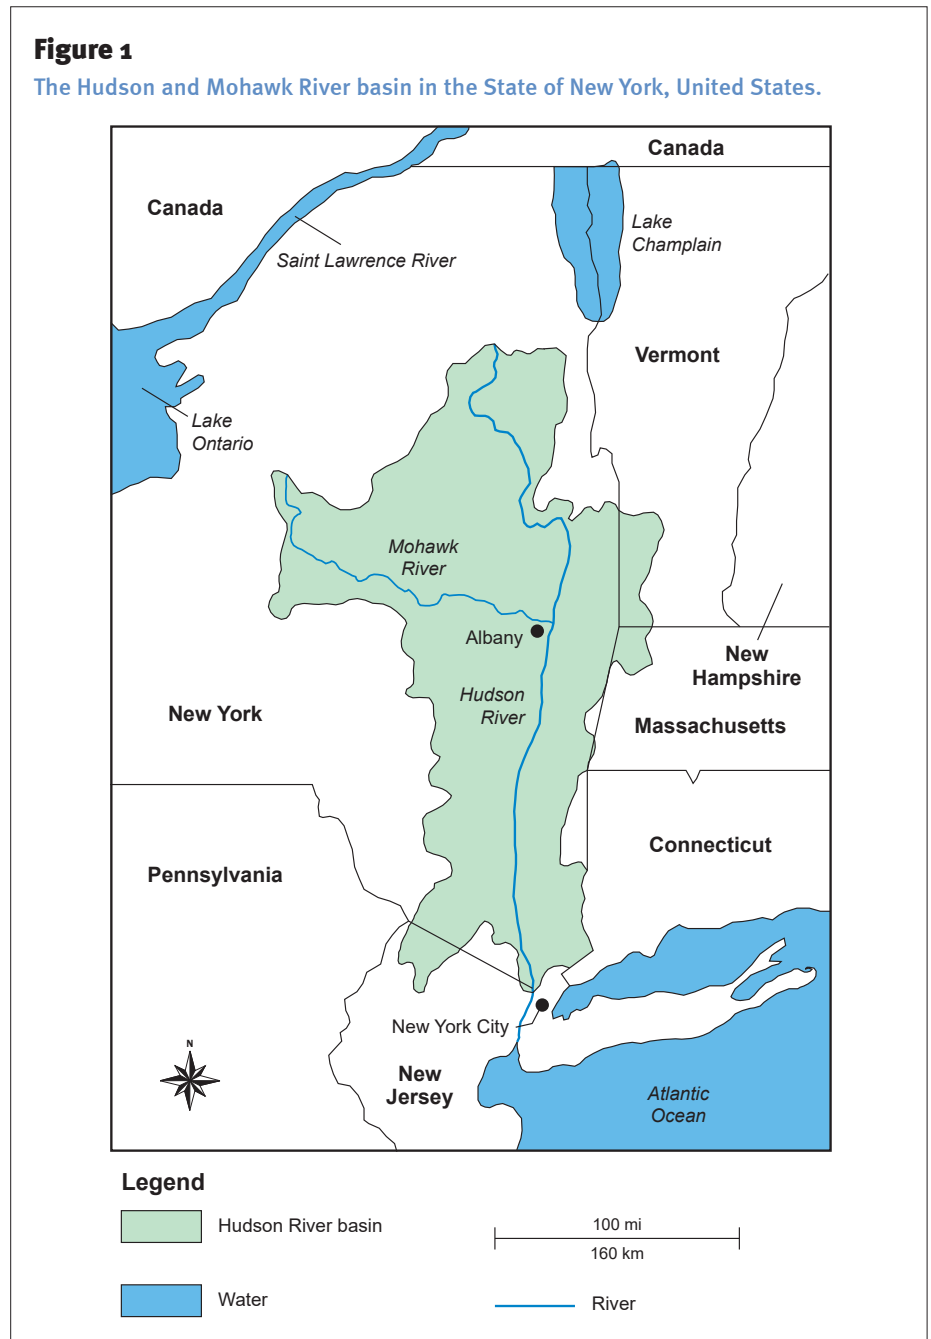 Figure 1
The Hudson and Mohawk River basin in the State of New York, United States.
Canada
Canada
Lake
Champlain
Saint Lawrence River
Vermont
Lake
Ontario
Mohawk
River
Albany
New
Hampshire
Hudson
River
New York
Massachusetts
Connecticut
Pennsylvania
New York City
N
New
Jersey
Atlantic
Ocean
Legend
Hudson River basin
100 mi
160 km
Water
River